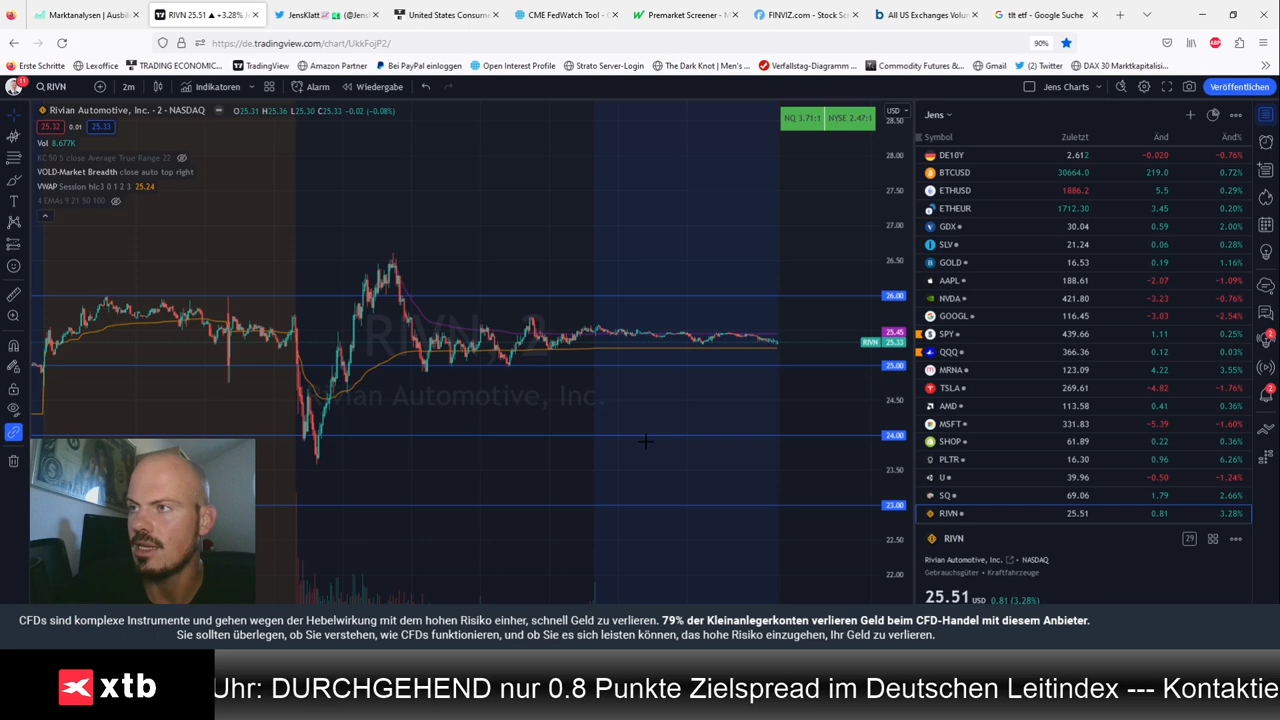 Marktanalysen | Ausbil
RIVN 25.51 ▲ +3.28% J
JensKlatt 📈 💹 (@Jensl
United States Consume
CME FedWatch Tool -
Premarket Screener - M
FINVIZ.com - Stock Scr
All US Exchanges Volun
tlt etf - Google Suche
https://de.tradingview.com/chart/UkkFojP2/
90%
Erste Schritte
Lexoffice
TRADING ECONOMIC...
TradingView
Amazon Partner
Bei PayPal einloggen
Open Interest Profile
Strato Server-Login
The Dark Knot | Men's ...
Verfallstag-Diagramm ...
Commodity Futures &...
Gmail
(2) Twitter
DAX 30 Marktkapitalisi...
11
RIVN
2m
Indikatoren
Alarm
Wiedergabe
Jens Charts
Veröffentlichen
Rivian Automotive, Inc. · 2 · NASDAQ
O25.31 H25.36 L25.30 C25.33 −0.02 (−0.08%)
25.32 0.01 25.33
Vol 8.677K
KC 50 5 close Average True Range 22
VOLD-Market Breadth close auto top right
VWAP Session hlc3 0 1 2 3 25.24
4 EMAs 9 21 50 100
NQ 3.71:1 NYSE 2.47:1
USD
28.50
28.00
27.50
27.00
26.50
26.00
25.45
RIVN 25.33
25.00
24.50
24.00
23.50
23.00
22.50
22.00
RIVN, 2
Rivian Automotive, Inc.
Jens
Symbol Zuletzt Änd Änd%
DE10Y 2.612 −0.020 −0.76%
BTCUSD 30664.0 219.0 0.72%
ETHUSD 1886.2 5.5 0.29%
ETHEUR 1712.30 3.45 0.20%
GDX 30.04 0.59 2.00%
SLV 21.24 0.06 0.28%
GOLD 16.53 0.19 1.16%
AAPL 188.61 −2.07 −1.09%
NVDA 421.80 −3.23 −0.76%
GOOGL 116.45 −3.03 −2.54%
SPY 439.66 1.11 0.25%
QQQ 366.36 0.12 0.03%
MRNA 123.09 4.22 3.55%
TSLA 269.61 −4.82 −1.76%
AMD 113.58 0.41 0.36%
MSFT 331.83 −5.39 −1.60%
SHOP 61.89 0.22 0.36%
PLTR 16.30 0.96 6.26%
U 39.96 −0.50 −1.24%
SQ 69.06 1.79 2.66%
RIVN 25.51 0.81 3.28%
2
2
RIVN
29
Rivian Automotive, Inc. · NASDAQ
Gebrauchsgüter · Kraftfahrzeuge
25.51 USD 0.81 (3.28%)
CFDs sind komplexe Instrumente und gehen wegen der Hebelwirkung mit dem hohen Risiko einher, schnell Geld zu verlieren. 79% der Kleinanlegerkonten verlieren Geld beim CFD-Handel mit diesem Anbieter.
Sie sollten überlegen, ob Sie verstehen, wie CFDs funktionieren, und ob Sie es sich leisten können, das hohe Risiko einzugehen, Ihr Geld zu verlieren.
xtb
Uhr: DURCHGEHEND nur 0.8 Punkte Zielspread im Deutschen Leitindex --- Kontaktie